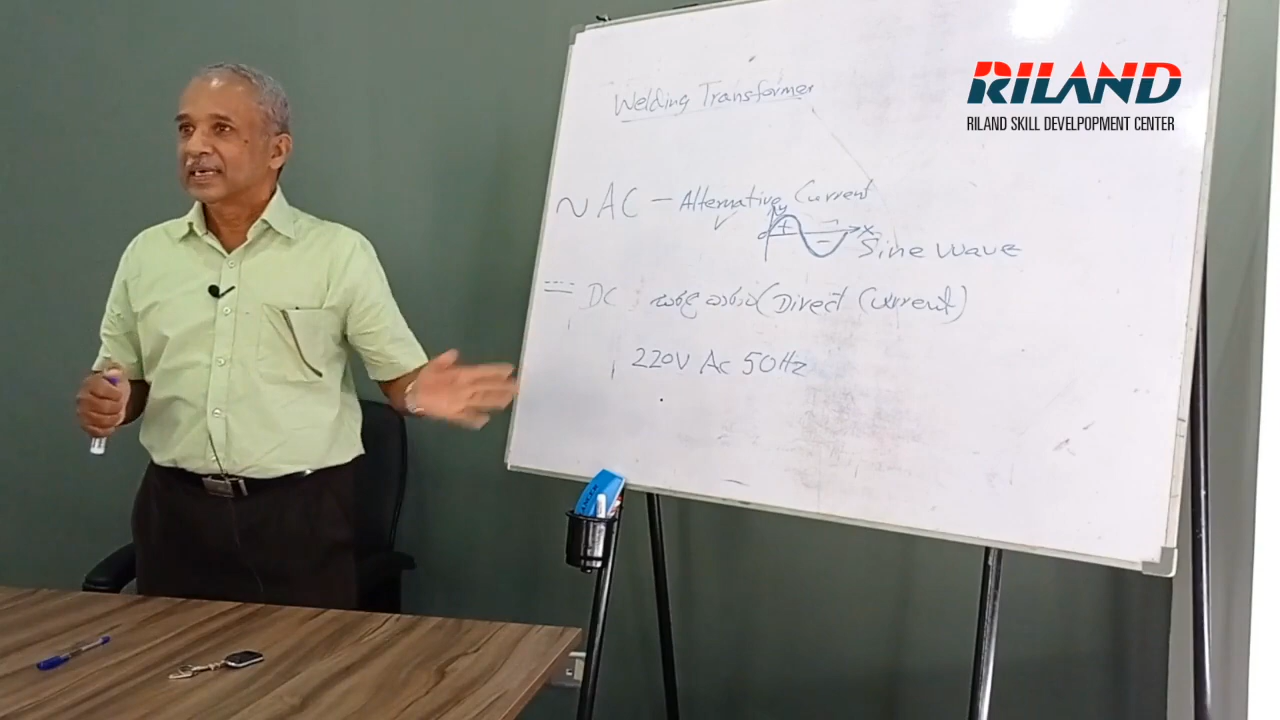 RILAND
RILAND SKILL DEVELPOPMENT CENTER
Welding Transformer
~ AC — Alternative Current
y
+
−
x
Sine wave
DC සරල ධාරාව (Direct Current)
220V Ac 50Hz